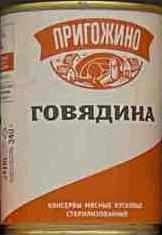 ПРИГОЖИНО
ГОВЯДИНА
КОНСЕРВЫ МЯСНЫЕ КУСКОВЫЕ
СТЕРИЛИЗОВАННЫЕ